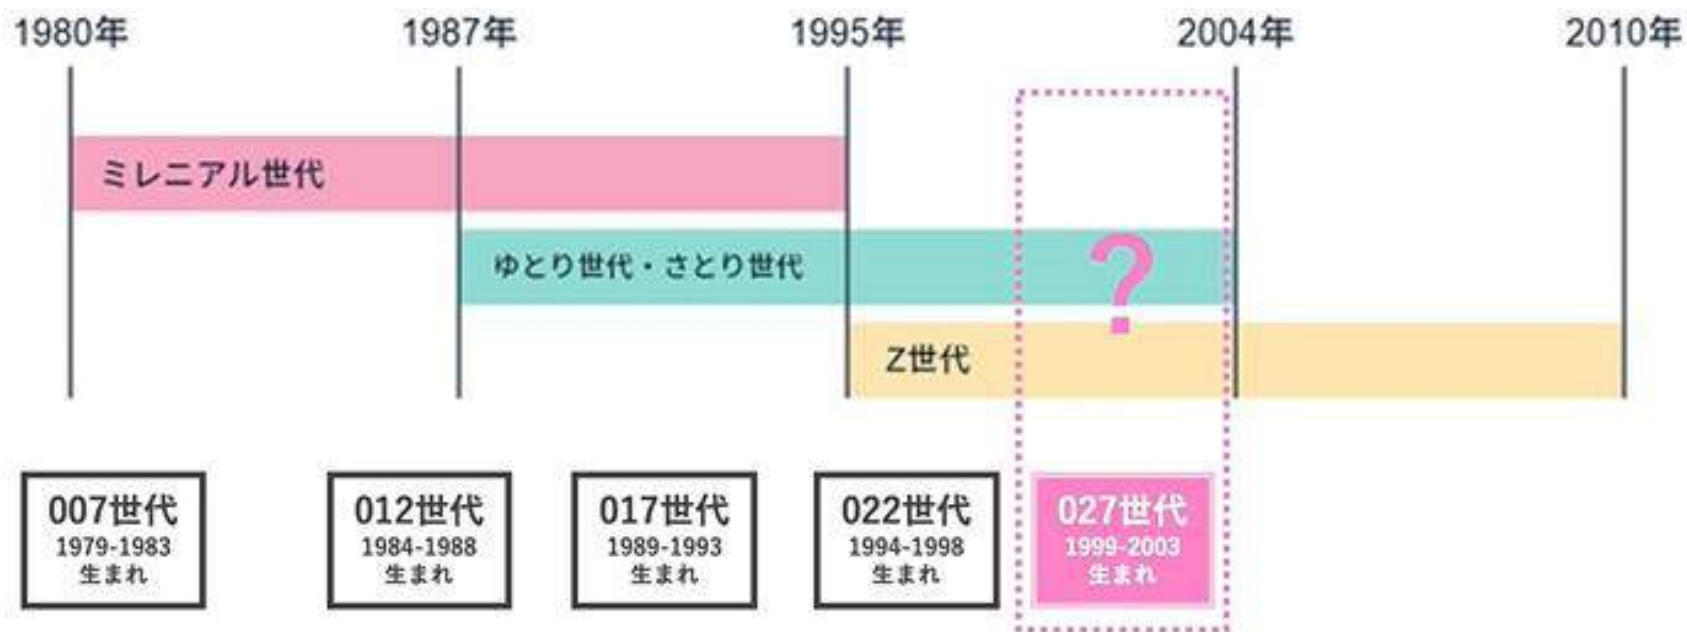 1980年
1987年
1995年
2004年
2010年
ミレニアル世代
ゆとり世代・さとり世代
?
Z世代
007世代
1979-1983
生まれ
012世代
1984-1988
生まれ
017世代
1989-1993
生まれ
022世代
1994-1998
生まれ
027世代
1999-2003
生まれ